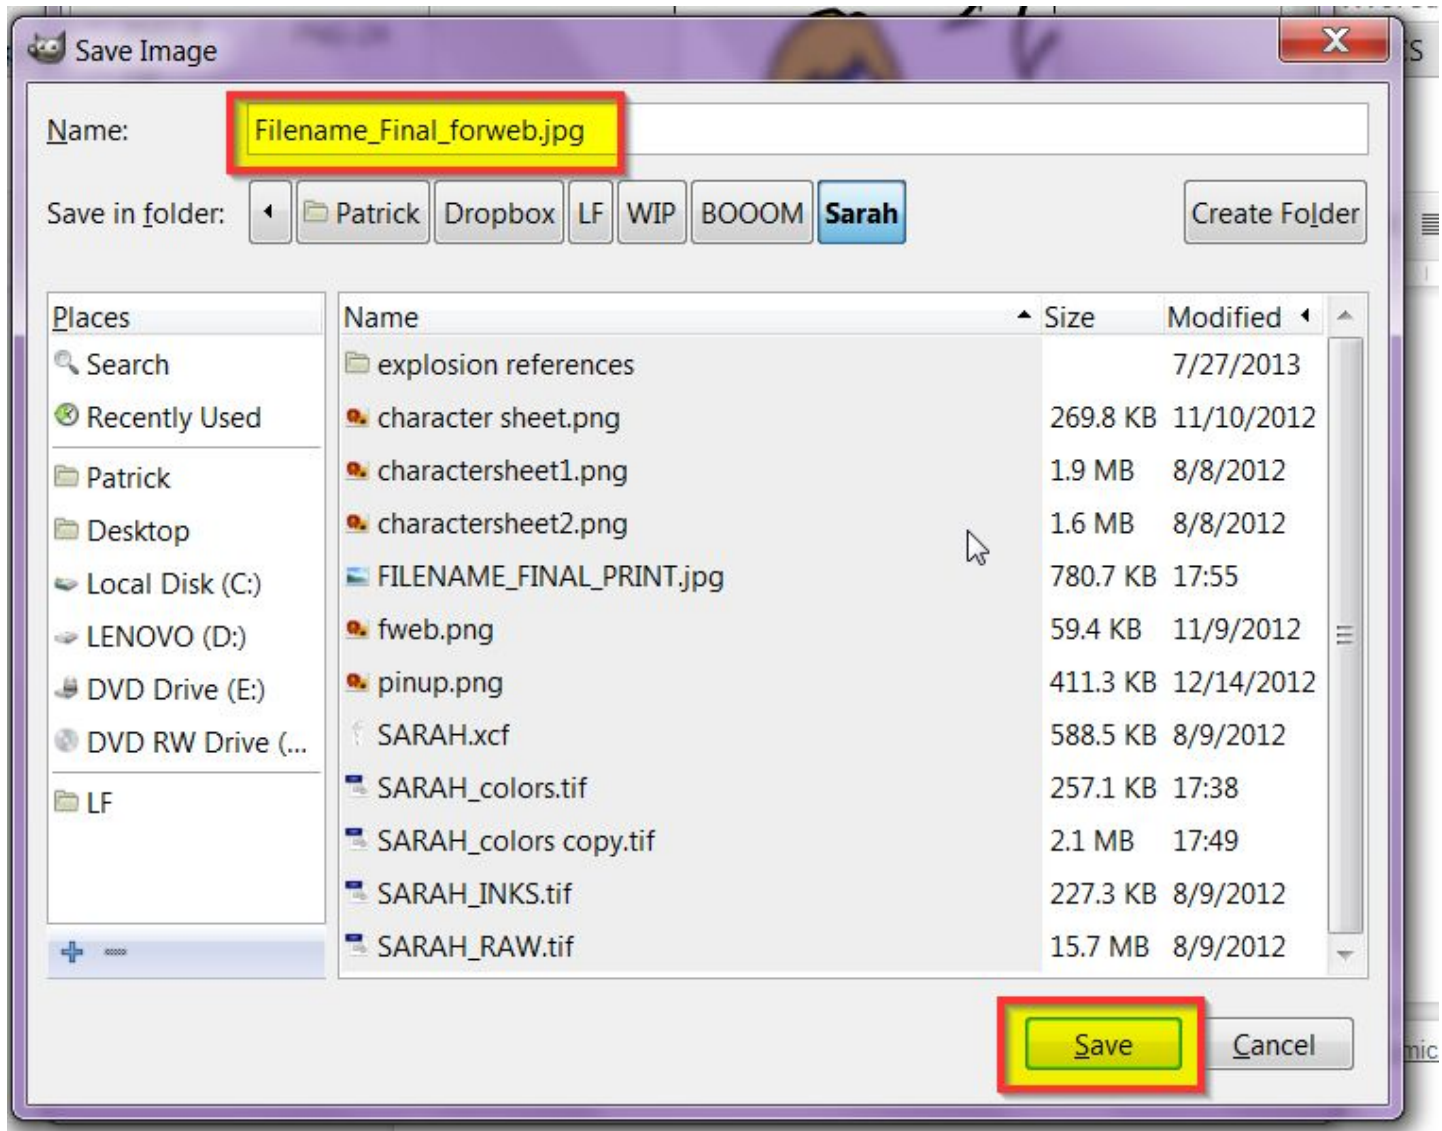 Save Image
X
S
Name: Filename_Final_forweb.jpg
Save in folder: Patrick Dropbox LF WIP BOOOM Sarah Create Folder
Places Name Size Modified
Search explosion references 7/27/2013
Recently Used character sheet.png 269.8 KB 11/10/2012
Patrick charactersheet1.png 1.9 MB 8/8/2012
Desktop charactersheet2.png 1.6 MB 8/8/2012
Local Disk (C:) FILENAME_FINAL_PRINT.jpg 780.7 KB 17:55
LENOVO (D:) fweb.png 59.4 KB 11/9/2012
DVD Drive (E:) pinup.png 411.3 KB 12/14/2012
DVD RW Drive (... SARAH.xcf 588.5 KB 8/9/2012
LF SARAH_colors.tif 257.1 KB 17:38
SARAH_colors copy.tif 2.1 MB 17:49
SARAH_INKS.tif 227.3 KB 8/9/2012
SARAH_RAW.tif 15.7 MB 8/9/2012
Save Cancel
mic